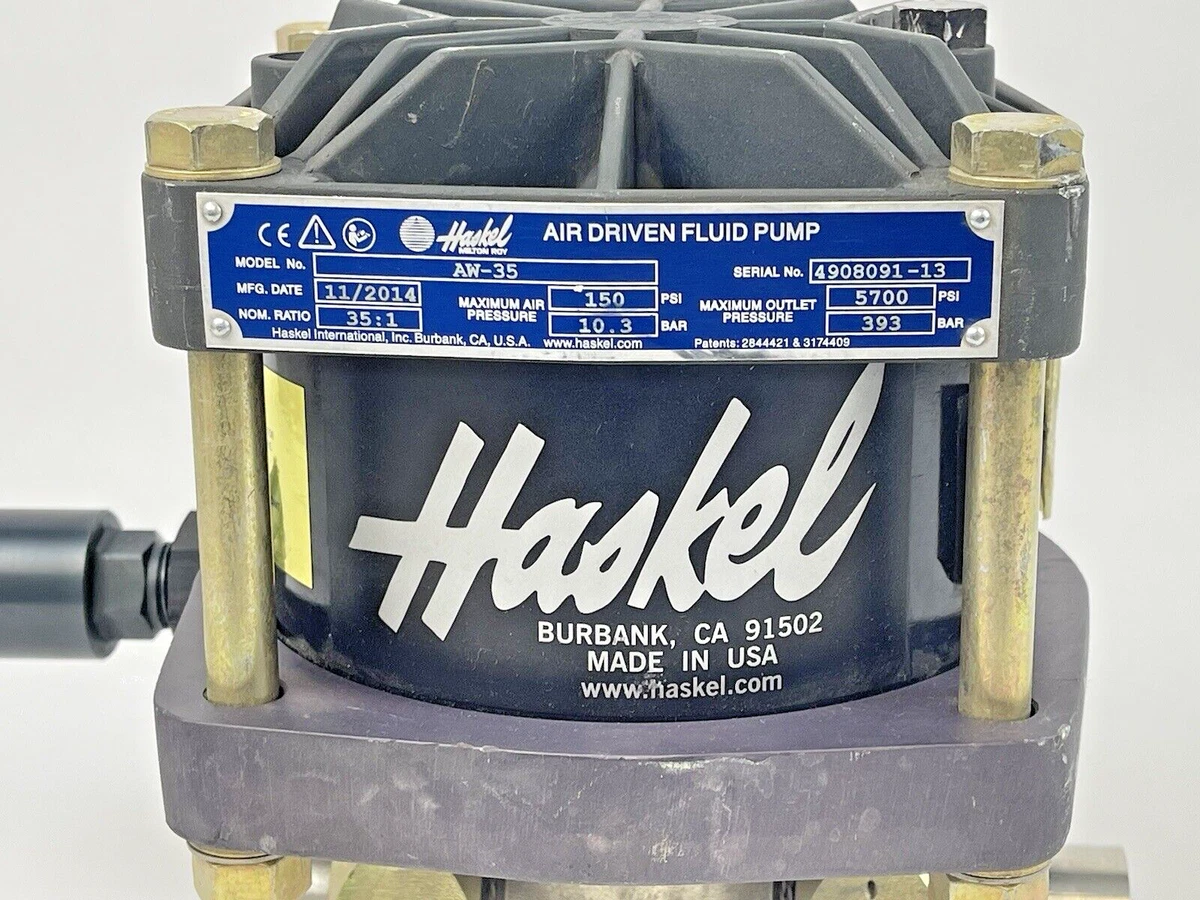 CE Haskel MILTON ROY AIR DRIVEN FLUID PUMP
MODEL No. AW-35 SERIAL No. 4908091-13
MFG. DATE 11/2014 MAXIMUM AIR PRESSURE 150 PSI MAXIMUM OUTLET PRESSURE 5700 PSI
NOM. RATIO 35:1 10.3 BAR 393 BAR
Haskel International, Inc. Burbank, CA, U.S.A. www.haskel.com Patents: 2844421 & 3174409
Haskel
BURBANK, CA 91502
MADE IN USA
www.haskel.com